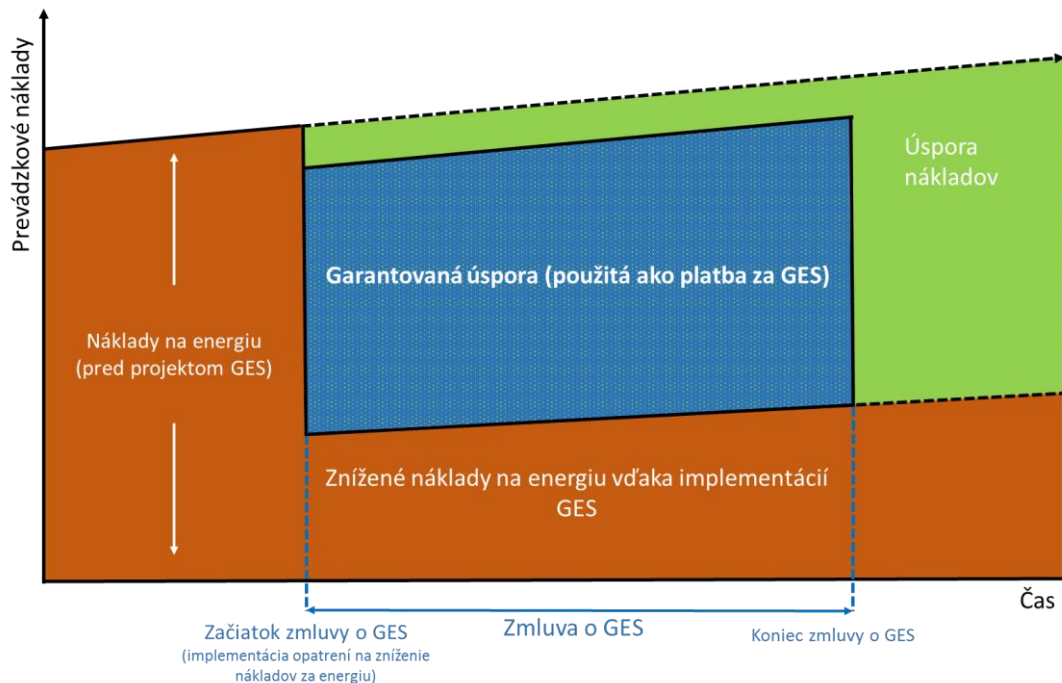 Prevádzkové náklady
Úspora
nákladov
Garantovaná úspora (použitá ako platba za GES)
Náklady na energiu
(pred projektom GES)
Znížené náklady na energiu vďaka implementácií
GES
Čas
Začiatok zmluvy o GES
(implementácia opatrení na zníženie
nákladov za energiu)
Zmluva o GES
Koniec zmluvy o GES